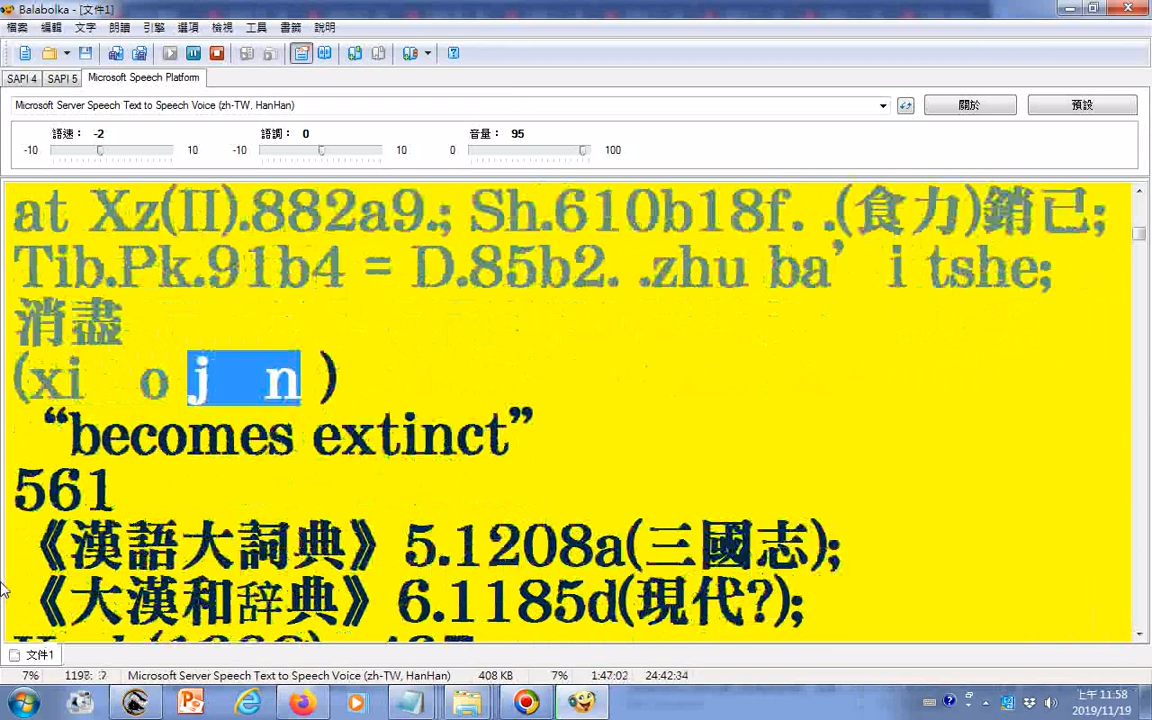 Balabolka - [文件1]
檔案 編輯 文字 朗讀 引擎 選項 檢視 工具 書籤 說明
SAPI 4 SAPI 5 Microsoft Speech Platform
Microsoft Server Speech Text to Speech Voice (zh-TW, HanHan) 關於 預設
語速： -2 語調： 0 音量： 95
-10 10 -10 10 0 100
at Xz(II).882a9.; Sh.610b18f. .(食力)銷已;
Tib.Pk.91b4 = D.85b2. .zhu ba’i tshe;
消盡
(xi o j n )
“becomes extinct”
561
《漢語大詞典》 5.1208a(三國志);
《大漢和辞典》 6.1185d(現代?);
文件1
7% Microsoft Server Speech Text to Speech Voice (zh-TW, HanHan) 408 KB 7% 1:47:02 24:42:34
上午 11:58
2019/11/19